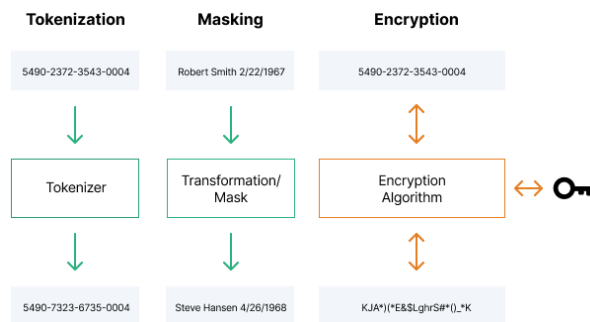 Tokenization
Masking
Encryption
5490-2372-3543-0004
Robert Smith 2/22/1967
5490-2372-3543-0004
Tokenizer
Transformation/
Mask
Encryption
Algorithm
5490-7323-6735-0004
Steve Hansen 4/26/1968
KJA*)(*E&$LghrS#*()_*K